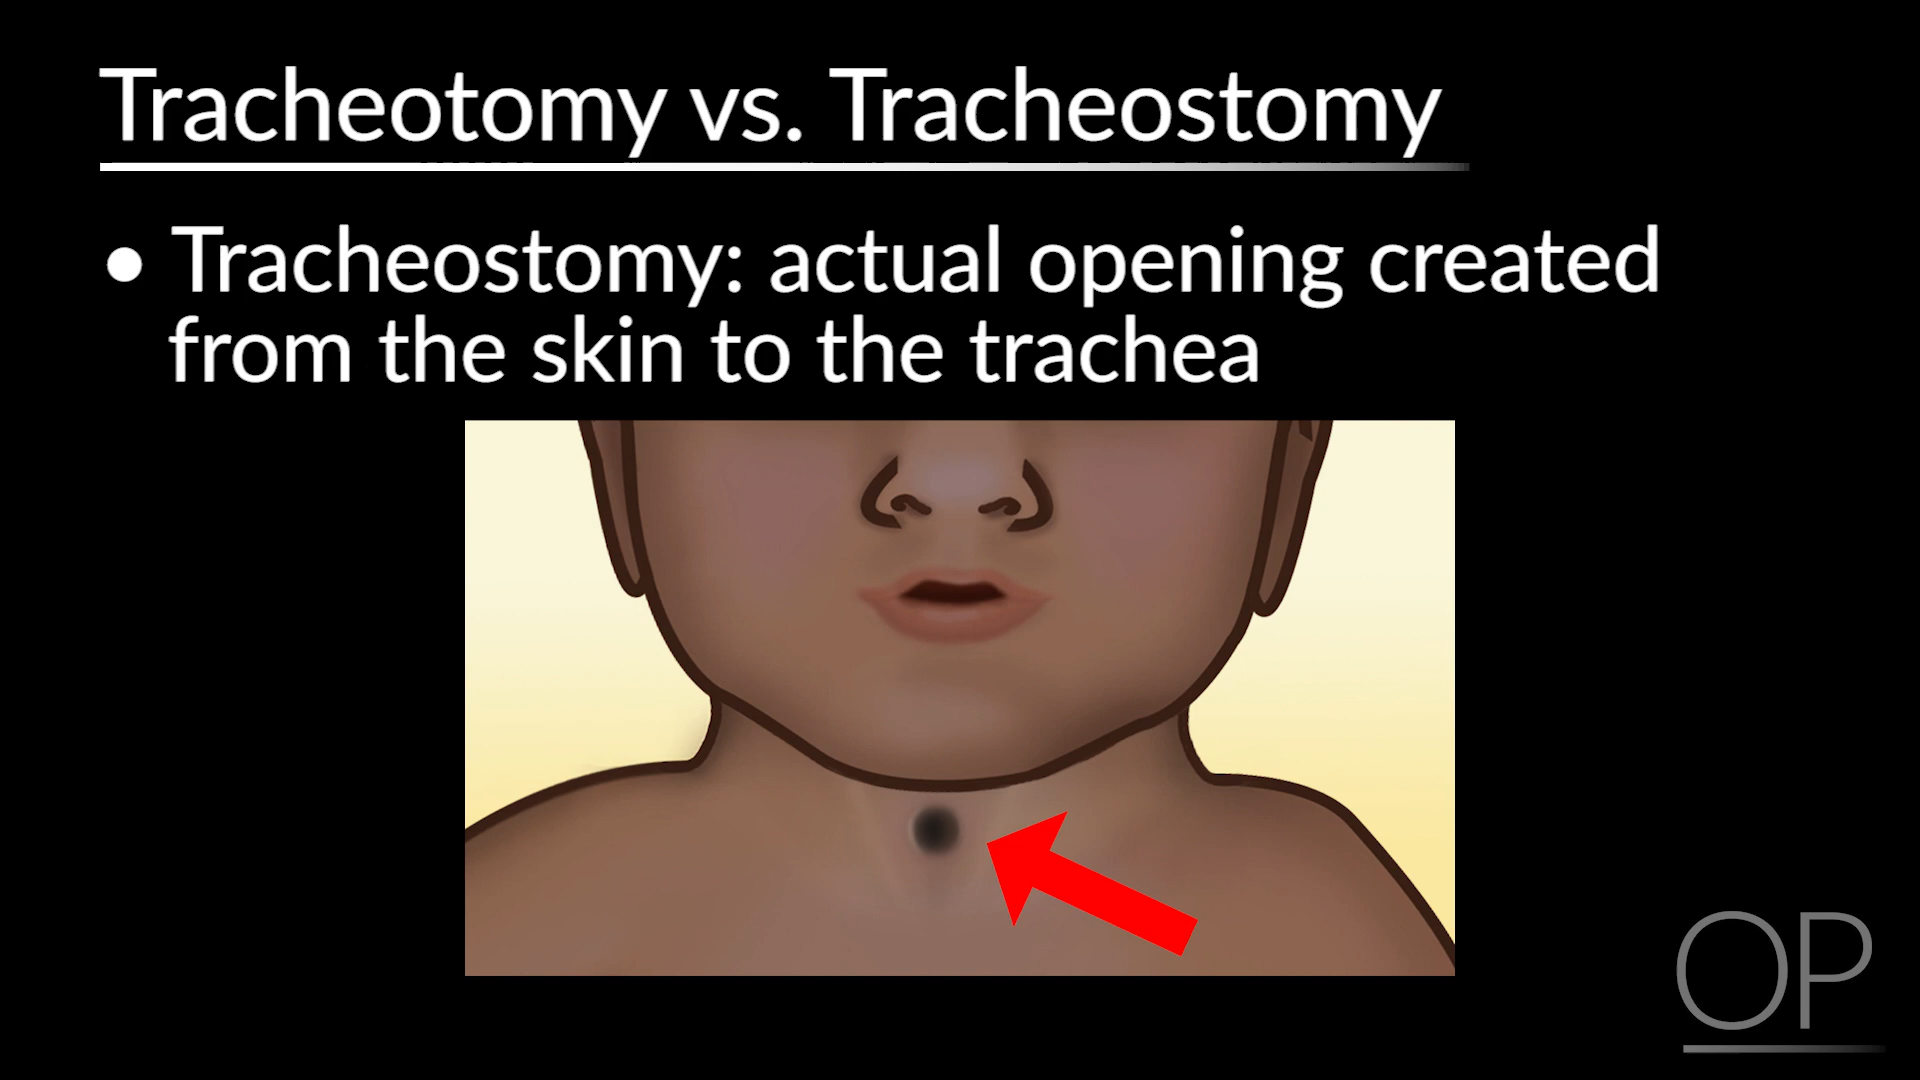 Tracheotomy vs. Tracheostomy
• Tracheostomy: actual opening created
from the skin to the trachea
OP